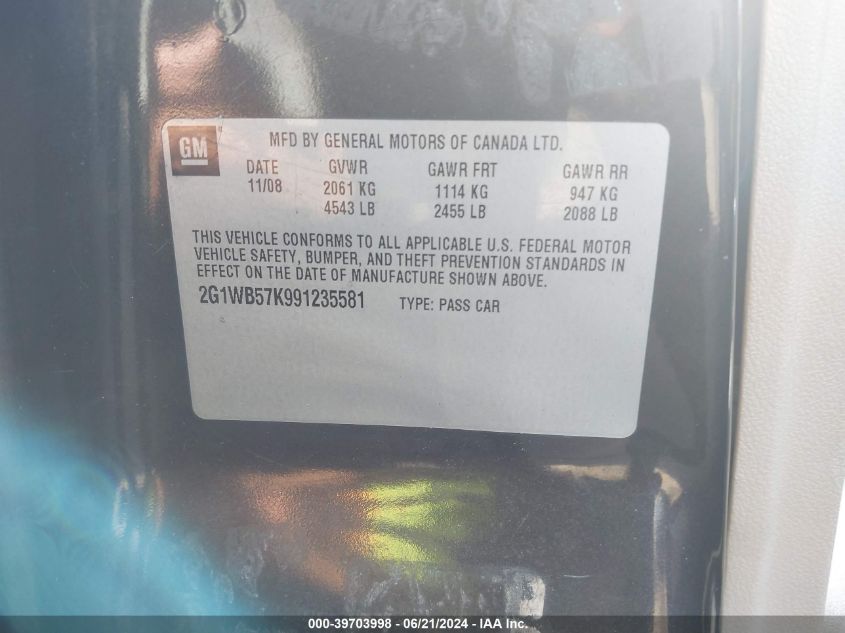 GM
MFD BY GENERAL MOTORS OF CANADA LTD.
DATE GVWR GAWR FRT GAWR RR
11/08 2061 KG 1114 KG 947 KG
4543 LB 2455 LB 2088 LB
THIS VEHICLE CONFORMS TO ALL APPLICABLE U.S. FEDERAL MOTOR
VEHICLE SAFETY, BUMPER, AND THEFT PREVENTION STANDARDS IN
EFFECT ON THE DATE OF MANUFACTURE SHOWN ABOVE.
2G1WB57K991235581 TYPE: PASS CAR
000-39703998 - 06/21/2024 - IAA Inc.